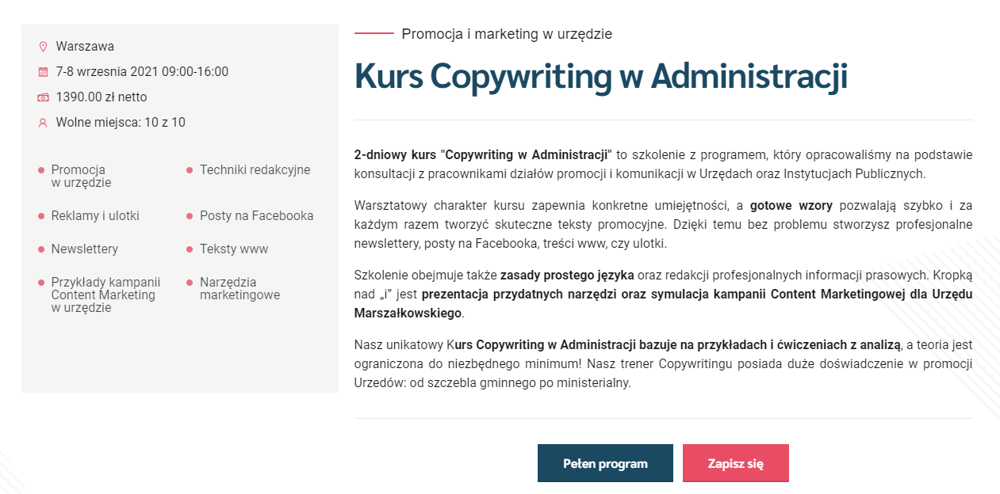 Warszawa
7-8 wrzesnia 2021 09:00-16:00
1390.00 zł netto
Wolne miejsca: 10 z 10
Promocja
w urzędzie
Techniki redakcyjne
Reklamy i ulotki
Posty na Facebooka
Newslettery
Teksty www
Przykłady kampanii
Content Marketing
w urzędzie
Narzędzia
marketingowe
Promocja i marketing w urzędzie
Kurs Copywriting w Administracji
2-dniowy kurs "Copywriting w Administracji" to szkolenie z programem, który opracowaliśmy na podstawie
konsultacji z pracownikami działów promocji i komunikacji w Urzędach oraz Instytucjach Publicznych.
Warsztatowy charakter kursu zapewnia konkretne umiejętności, a gotowe wzory pozwalają szybko i za
każdym razem tworzyć skuteczne teksty promocyjne. Dzięki temu bez problemu stworzysz profesjonalne
newslettery, posty na Facebooka, treści www, czy ulotki.
Szkolenie obejmuje także zasady prostego języka oraz redakcji profesjonalnych informacji prasowych. Kropką
nad „i” jest prezentacja przydatnych narzędzi oraz symulacja kampanii Content Marketingowej dla Urzędu
Marszałkowskiego.
Nasz unikatowy Kurs Copywriting w Administracji bazuje na przykładach i ćwiczeniach z analizą, a teoria jest
ograniczona do niezbędnego minimum! Nasz trener Copywritingu posiada duże doświadczenie w promocji
Urzedów: od szczebla gminnego po ministerialny.
Pełen program
Zapisz się